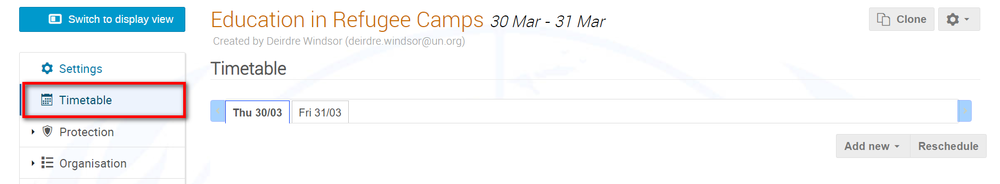 Switch to display view
Education in Refugee Camps 30 Mar - 31 Mar
Clone
Created by Deirdre Windsor (deirdre.windsor@un.org)
Settings
Timetable
Protection
Organisation
Timetable
Thu 30/03 Fri 31/03
Add new Reschedule